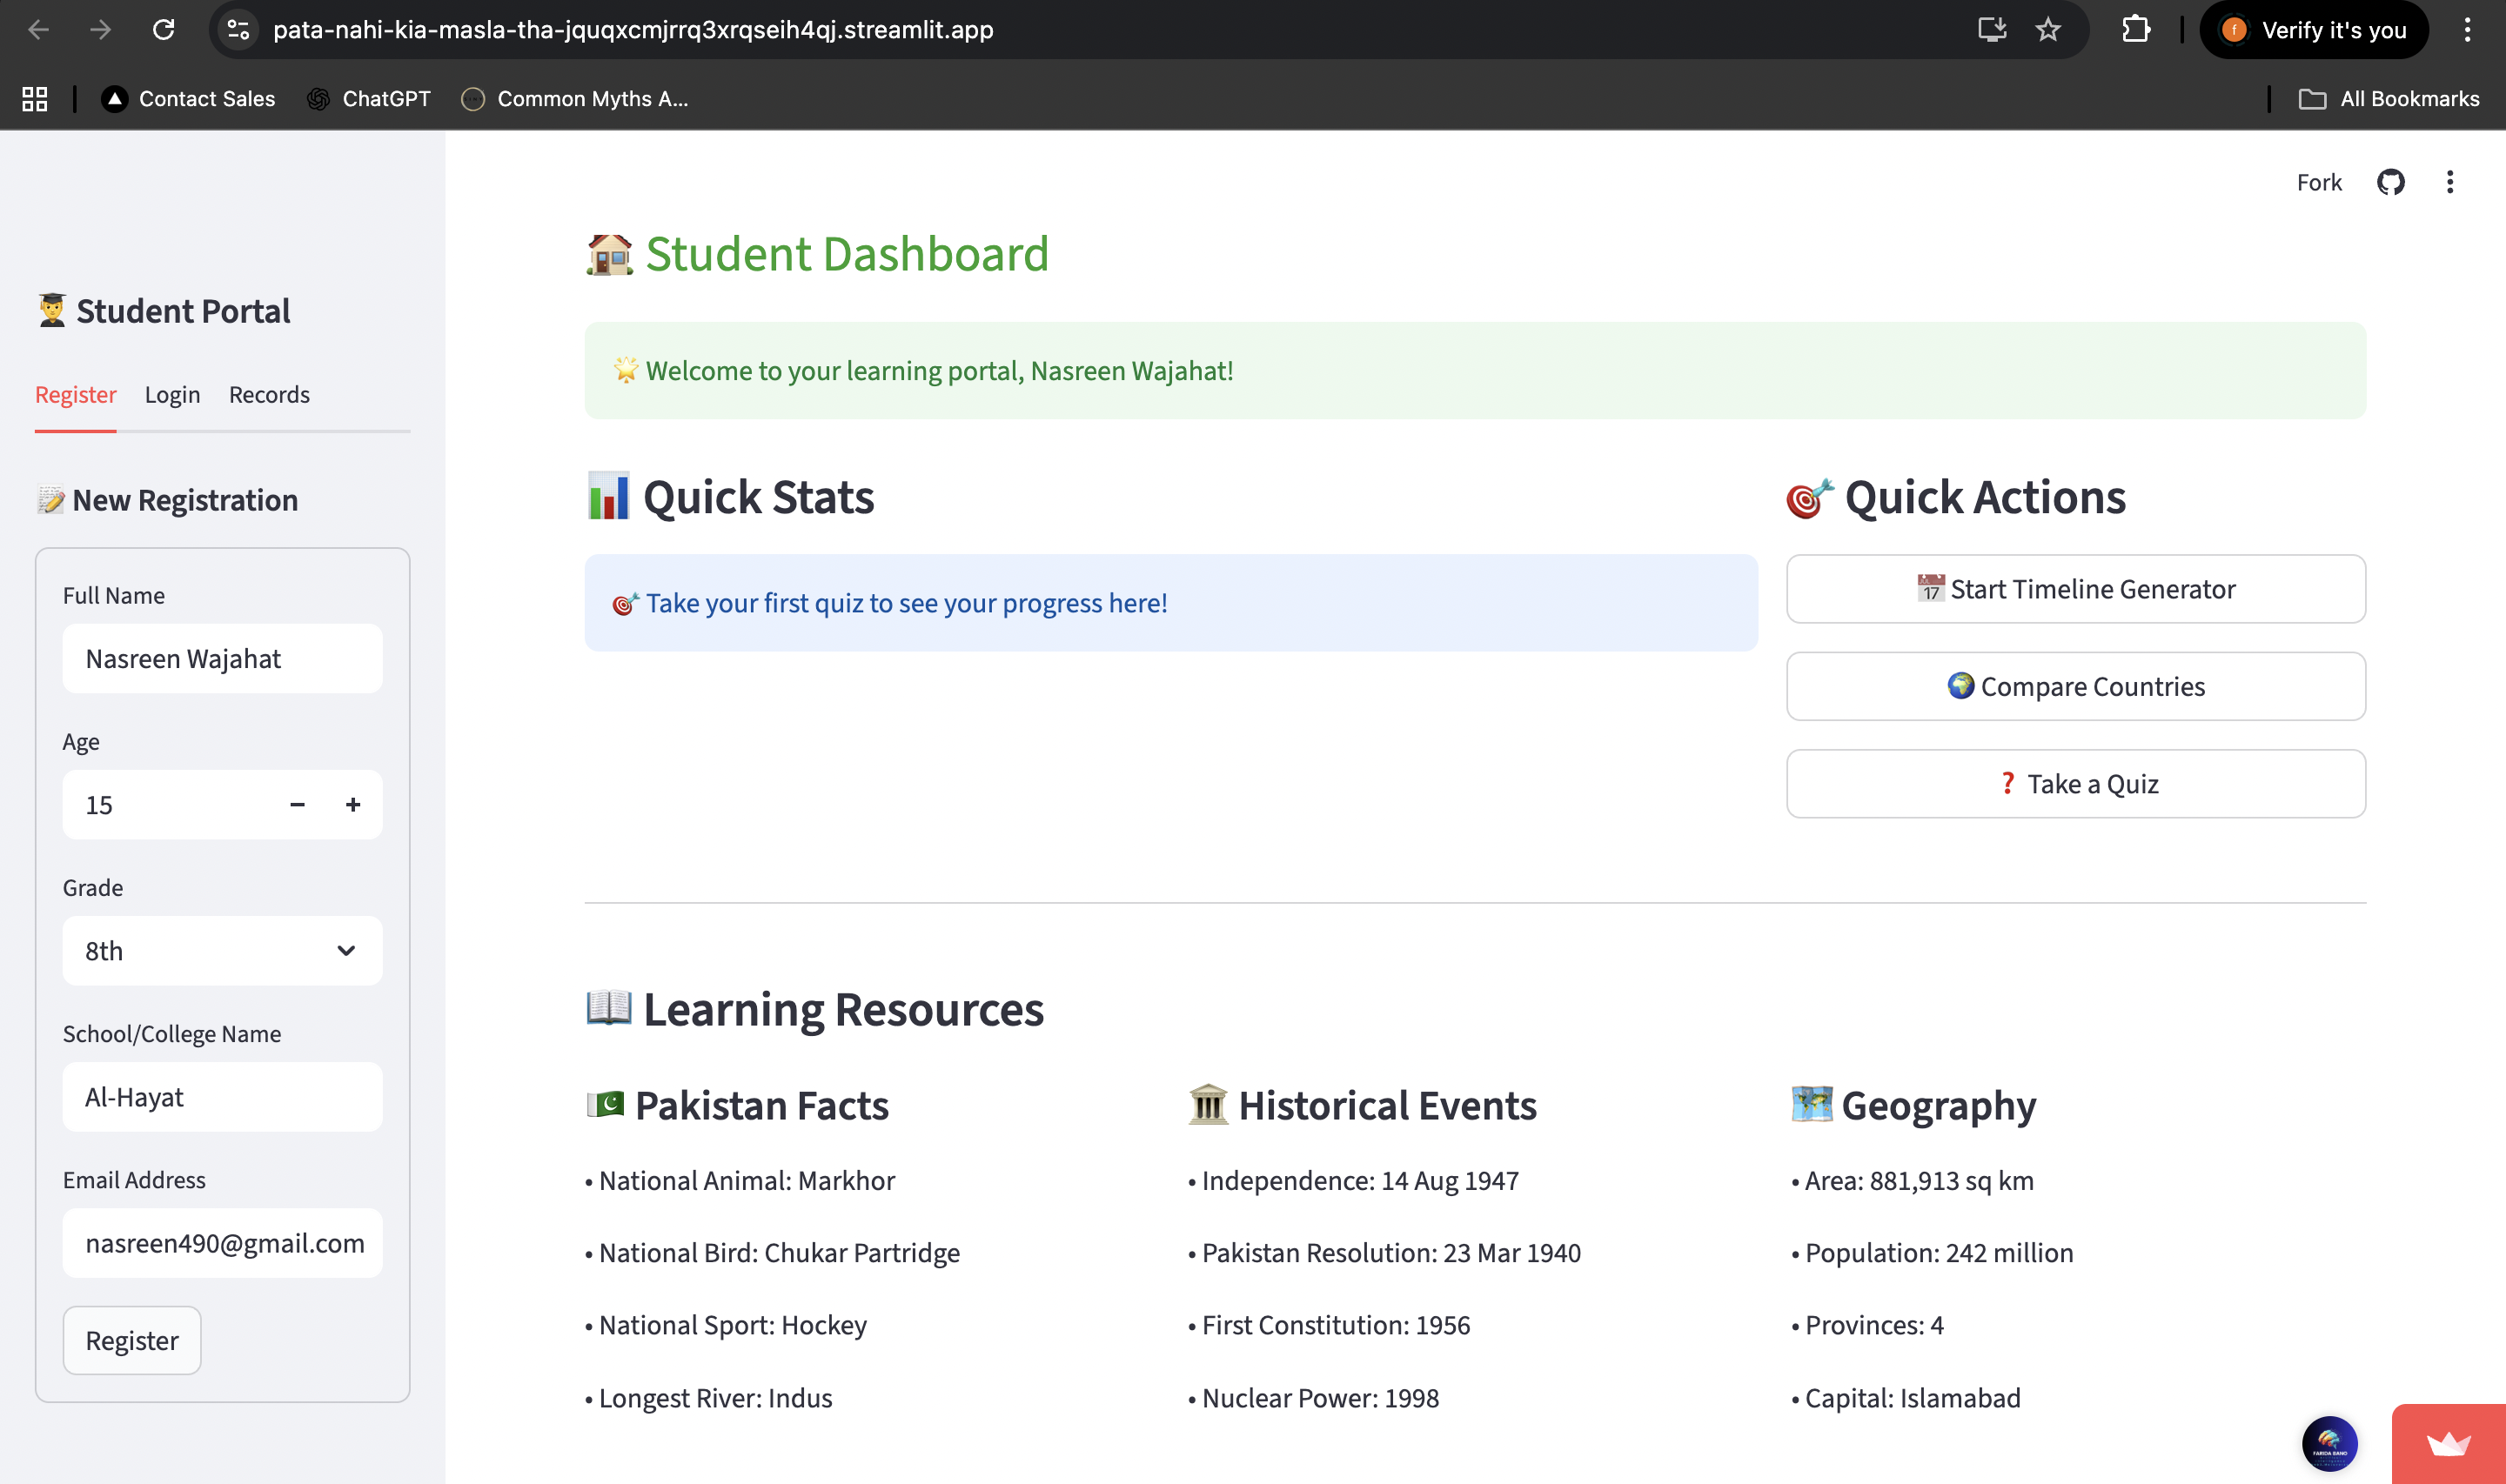 pata-nahi-kia-masla-tha-jquqxcmjrrq3xrqseih4qj.streamlit.app
Verify it's you
Contact Sales
ChatGPT
Common Myths A...
All Bookmarks
Fork
👨‍🎓 Student Portal
Register
Login
Records
📝 New Registration
Full Name
Nasreen Wajahat
Age
15
Grade
8th
School/College Name
Al-Hayat
Email Address
nasreen490@gmail.com
Register
🏠 Student Dashboard
🌟 Welcome to your learning portal, Nasreen Wajahat!
📊 Quick Stats
🎯 Take your first quiz to see your progress here!
🎯 Quick Actions
📅 Start Timeline Generator
🌍 Compare Countries
❓ Take a Quiz
📖 Learning Resources
🇵🇰 Pakistan Facts
• National Animal: Markhor
• National Bird: Chukar Partridge
• National Sport: Hockey
• Longest River: Indus
🏛️ Historical Events
• Independence: 14 Aug 1947
• Pakistan Resolution: 23 Mar 1940
• First Constitution: 1956
• Nuclear Power: 1998
🗺️ Geography
• Area: 881,913 sq km
• Population: 242 million
• Provinces: 4
• Capital: Islamabad
FARIDA BANO